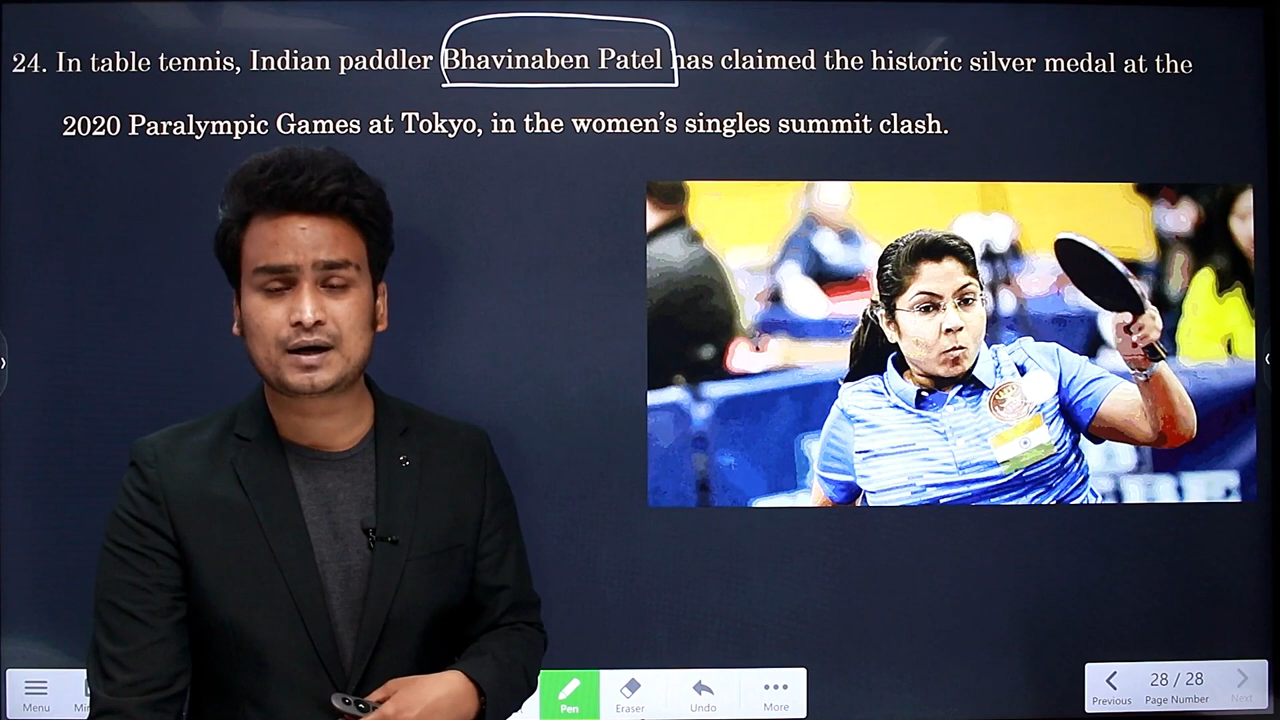 24. In table tennis, Indian paddler Bhavinaben Patel has claimed the historic silver medal at the
2020 Paralympic Games at Tokyo, in the women's singles summit clash.
Menu
Pen
Eraser
Undo
More
28 / 28
Previous
Page Number
Next